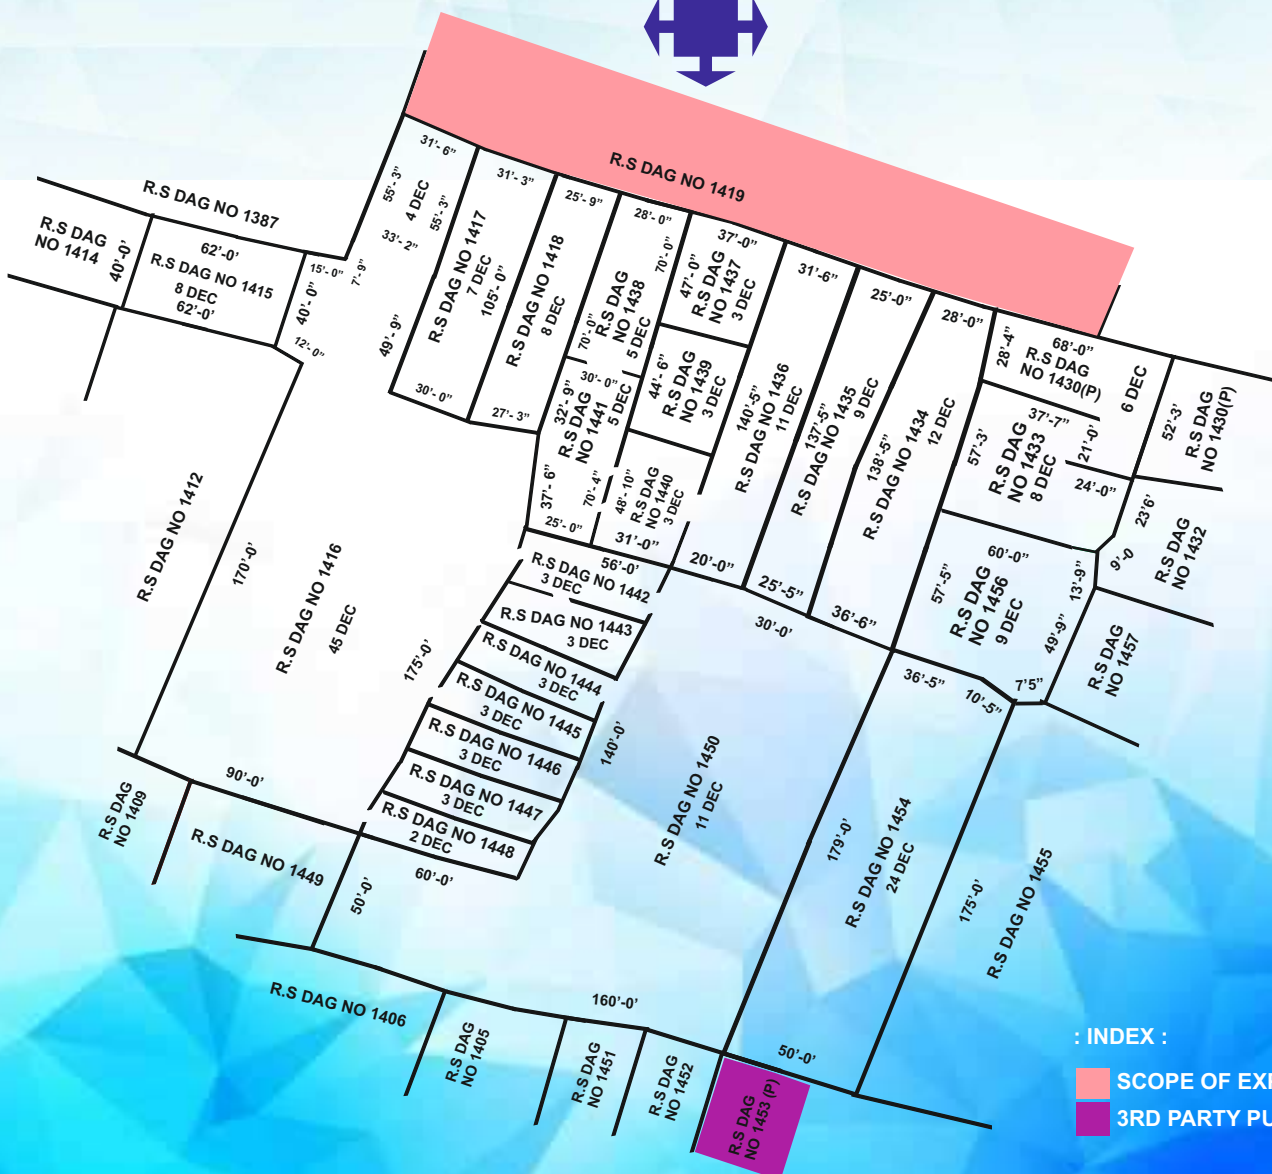 R.S DAG NO 1419
R.S DAG NO 1387
R.S DAG
NO 1414
40'-0'
62'-0'
R.S DAG NO 1415
8 DEC
62'-0'
15'- 0”
7'- 9”
40'- 0”
12'- 0”
31'- 6”
55'- 3”
4 DEC
55'- 3”
33'- 2”
49'- 9”
31'- 3”
R.S DAG NO 1417
7 DEC
105'- 0”
30'- 0”
25'- 9”
R.S DAG NO 1418
8 DEC
27'- 3”
28'- 0”
70'- 0”
R.S DAG
NO 1438
5 DEC
70'- 0”
30'- 0”
32'- 9”
R.S DAG
NO 1441
5 DEC
37'- 6”
70'- 4”
25'- 0”
37'-0”
47'- 0”
R.S DAG
NO 1437
3 DEC
44'- 6”
R.S DAG
NO 1439
3 DEC
48'- 10”
R.S DAG
NO 1440
3 DEC
31'-0”
31'-6”
140'-5”
R.S DAG NO 1436
11 DEC
20'-0”
25'-0”
137'-5”
R.S DAG NO 1435
9 DEC
25'-5”
28'-0”
138'-5”
R.S DAG NO 1434
12 DEC
36'-6”
28'-4”
68'-0”
R.S DAG
NO 1430(P)
6 DEC
52'-3'
R.S DAG
NO 1430(P)
37'-7”
57'-3'
R.S DAG
NO 1433
8 DEC
21'-0'
24'-0”
23'6'
9'-0
R.S DAG
NO 1432
60'-0”
57'-5”
R.S DAG
NO 1456
9 DEC
13'-9”
49'-9”
7'5”
R.S DAG
NO 1457
R.S DAG NO 1412
170'-0'
R.S DAG NO 1416
45 DEC
175'-0'
90'-0'
56'-0'
R.S DAG NO 1442
3 DEC
R.S DAG NO 1443
3 DEC
R.S DAG NO 1444
3 DEC
R.S DAG NO 1445
3 DEC
R.S DAG NO 1446
3 DEC
R.S DAG NO 1447
3 DEC
R.S DAG NO 1448
2 DEC
60'-0'
140'-0'
30'-0'
R.S DAG NO 1450
11 DEC
36'-5”
10'-5”
179'-0'
R.S DAG NO 1454
24 DEC
175'-0'
R.S DAG NO 1455
R.S DAG
NO 1409
R.S DAG NO 1449
50'-0'
R.S DAG NO 1406
R.S DAG
NO 1405
160'-0'
R.S DAG
NO 1451
R.S DAG
NO 1452
50'-0'
R.S DAG
NO 1453 (P)
: INDEX :
SCOPE OF EXP
3RD PARTY PU